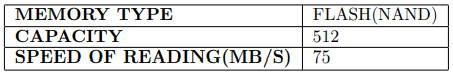 MEMORY TYPE FLASH(NAND)
CAPACITY 512
SPEED OF READING(MB/S) 75